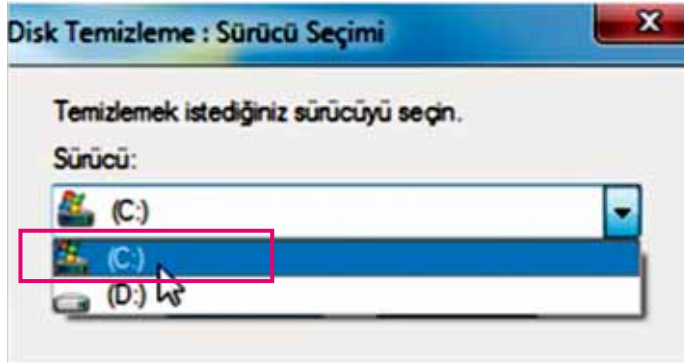 Disk Temizleme : Sürücü Seçimi
Temizlemek istediğiniz sürücüyü seçin.
Sürücü:
(C:)
(C:)
(D:)